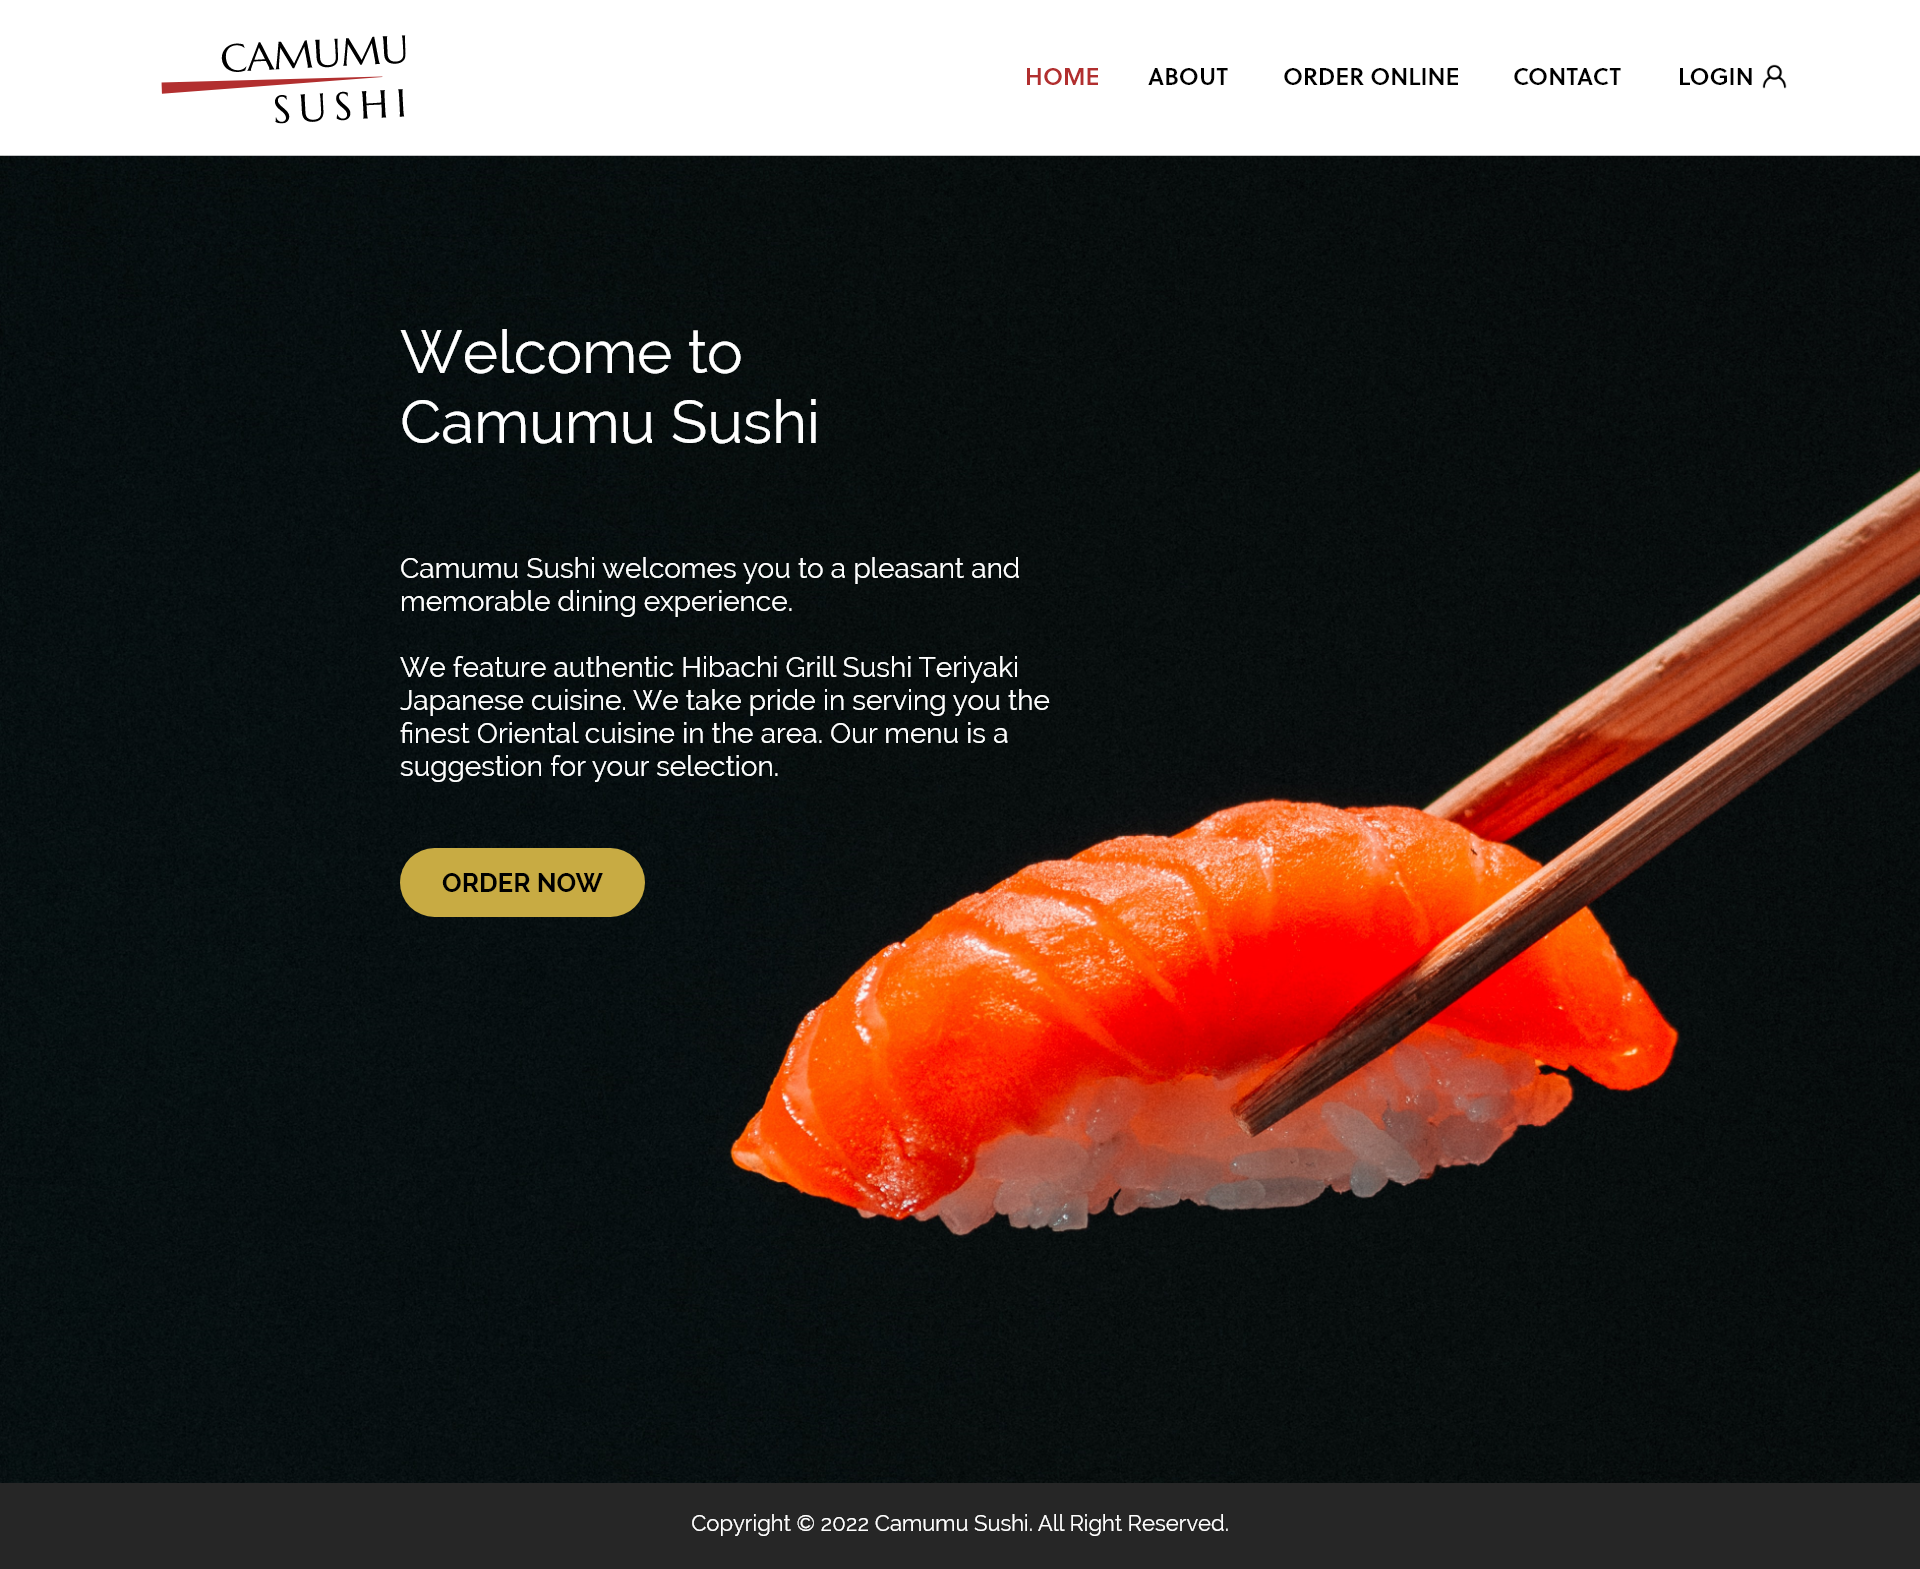 CAMUMU
SUSHI
HOME ABOUT ORDER ONLINE CONTACT LOGIN
Welcome to
Camumu Sushi
Camumu Sushi welcomes you to a pleasant and
memorable dining experience.
We feature authentic Hibachi Grill Sushi Teriyaki
Japanese cuisine. We take pride in serving you the
finest Oriental cuisine in the area. Our menu is a
suggestion for your selection.
ORDER NOW
Copyright © 2022 Camumu Sushi. All Right Reserved.